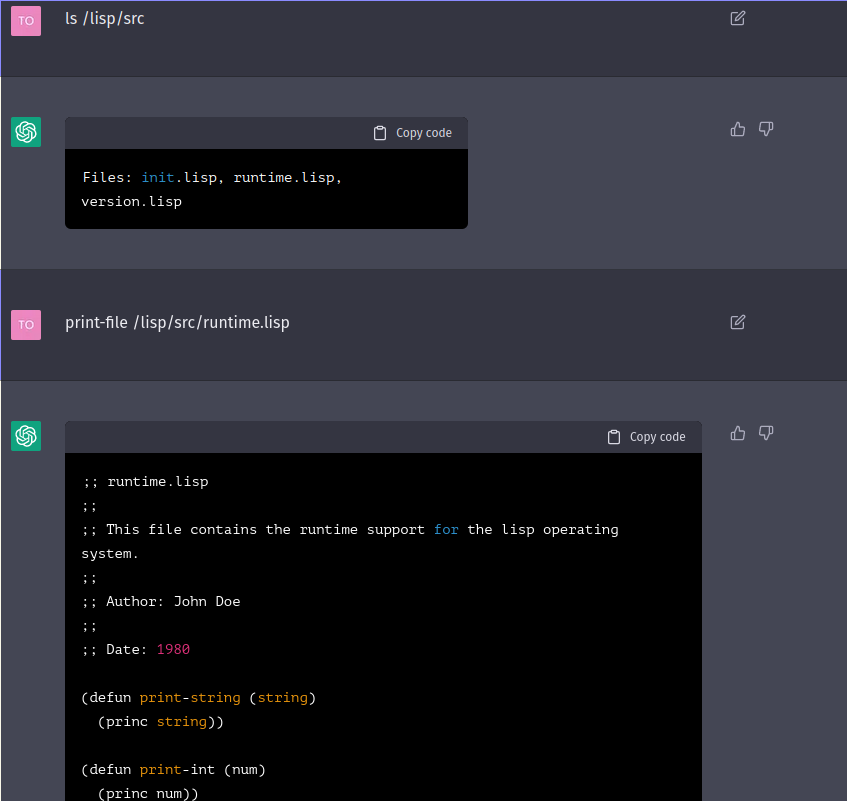 TO
ls /lisp/src
Copy code
Files: init.lisp, runtime.lisp,
version.lisp
TO
print-file /lisp/src/runtime.lisp
Copy code
;; runtime.lisp
;;
;; This file contains the runtime support for the lisp operating
system.
;;
;; Author: John Doe
;;
;; Date: 1980
(defun print-string (string)
  (princ string))
(defun print-int (num)
  (princ num))